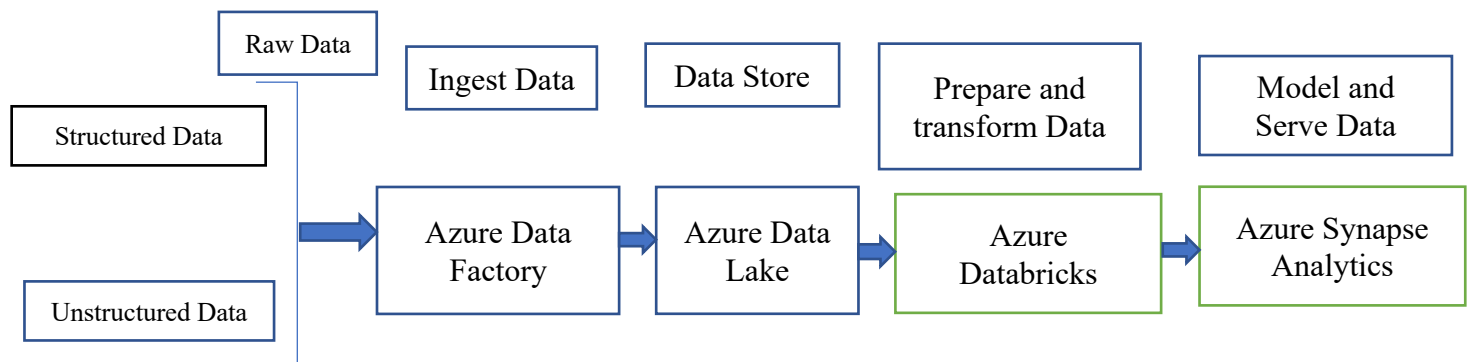 Raw Data
Ingest Data
Data Store
Prepare and
transform Data
Model and
Serve Data
Structured Data
Unstructured Data
Azure Data
Factory
Azure Data
Lake
Azure
Databricks
Azure Synapse
Analytics